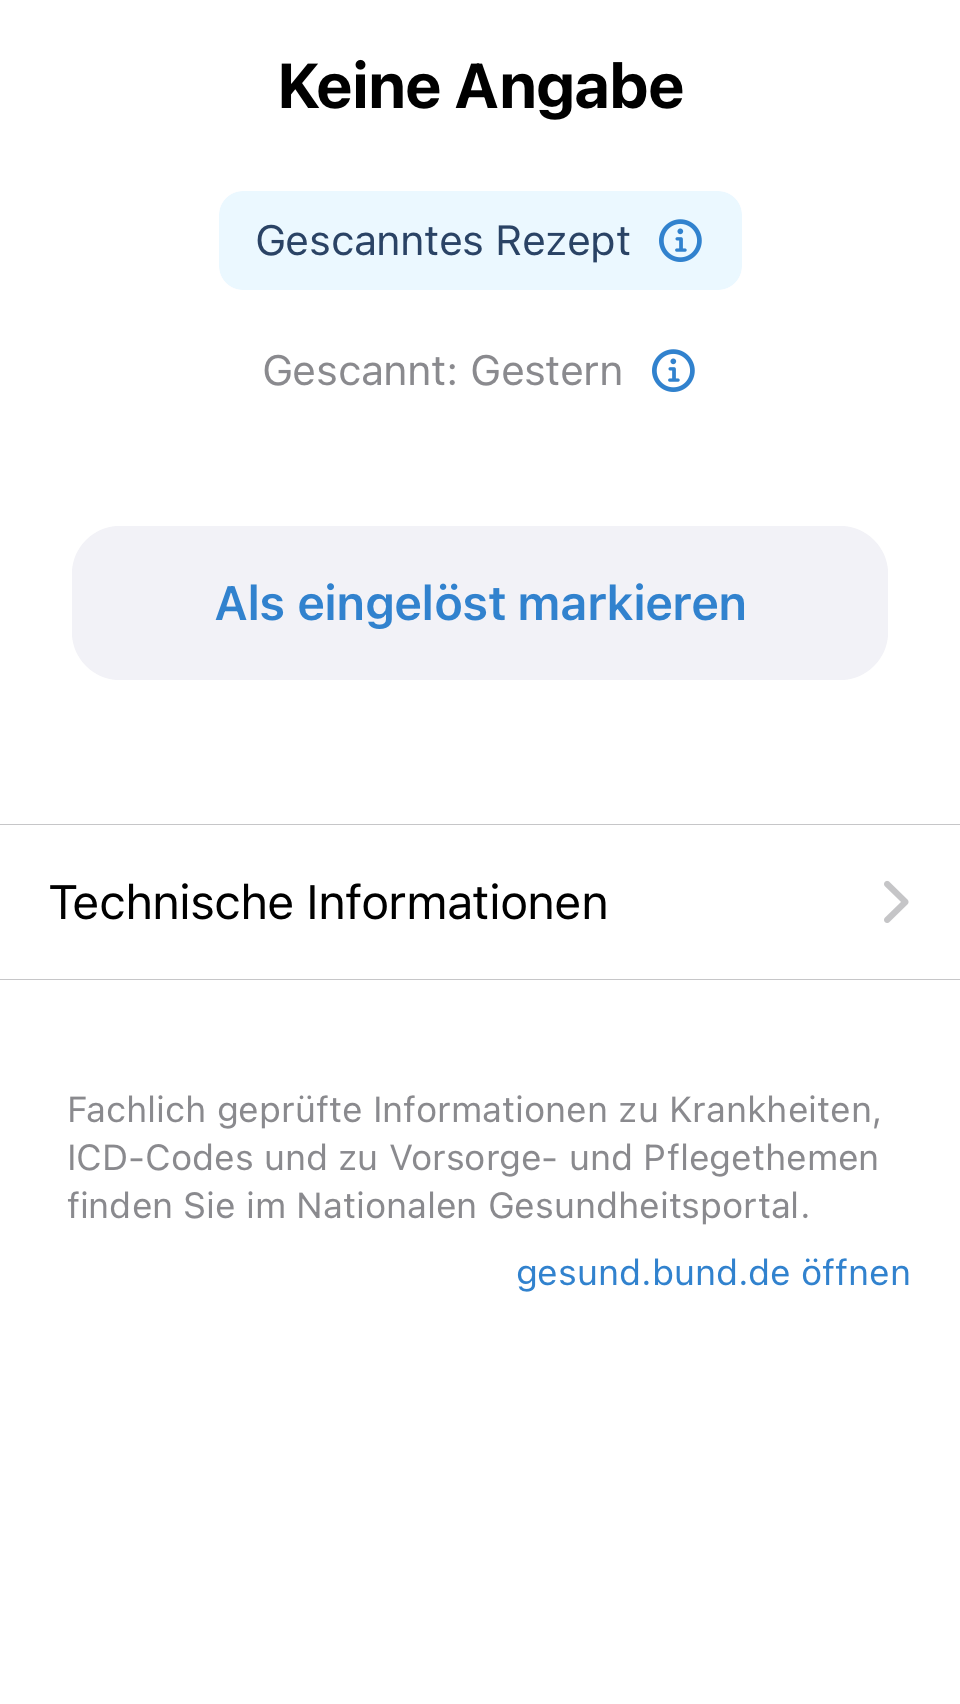 Keine Angabe
Gescanntes Rezept
Gescannt: Gestern
Als eingelöst markieren
Technische Informationen
Fachlich geprüfte Informationen zu Krankheiten,
ICD-Codes und zu Vorsorge- und Pflegethemen
finden Sie im Nationalen Gesundheitsportal.
gesund.bund.de öffnen